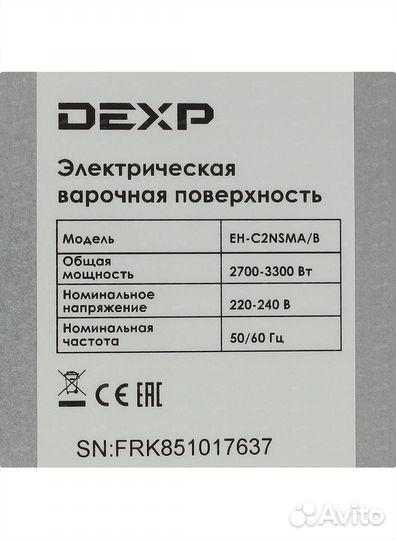 DEXP
Электрическая
варочная поверхность
Модель EH-C2NSMA/B
Общая
мощность 2700-3300 Вт
Номинальное
напряжение 220-240 В
Номинальная
частота 50/60 Гц
CE EAC
SN:FRK851017637
Avito